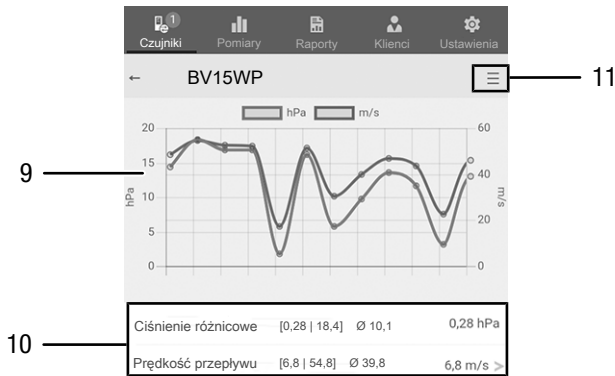 1
Czujniki Pomiary Raporty Klienci Ustawienia
← BV15WP
11
hPa m/s
20 60
15 40
9
10
hPa m/s
20
5
0 0
Ciśnienie różnicowe [0,28 | 18,4] Ø 10,1 0,28 hPa
10
Prędkość przepływu [6,8 | 54,8] Ø 39,8 6,8 m/s >